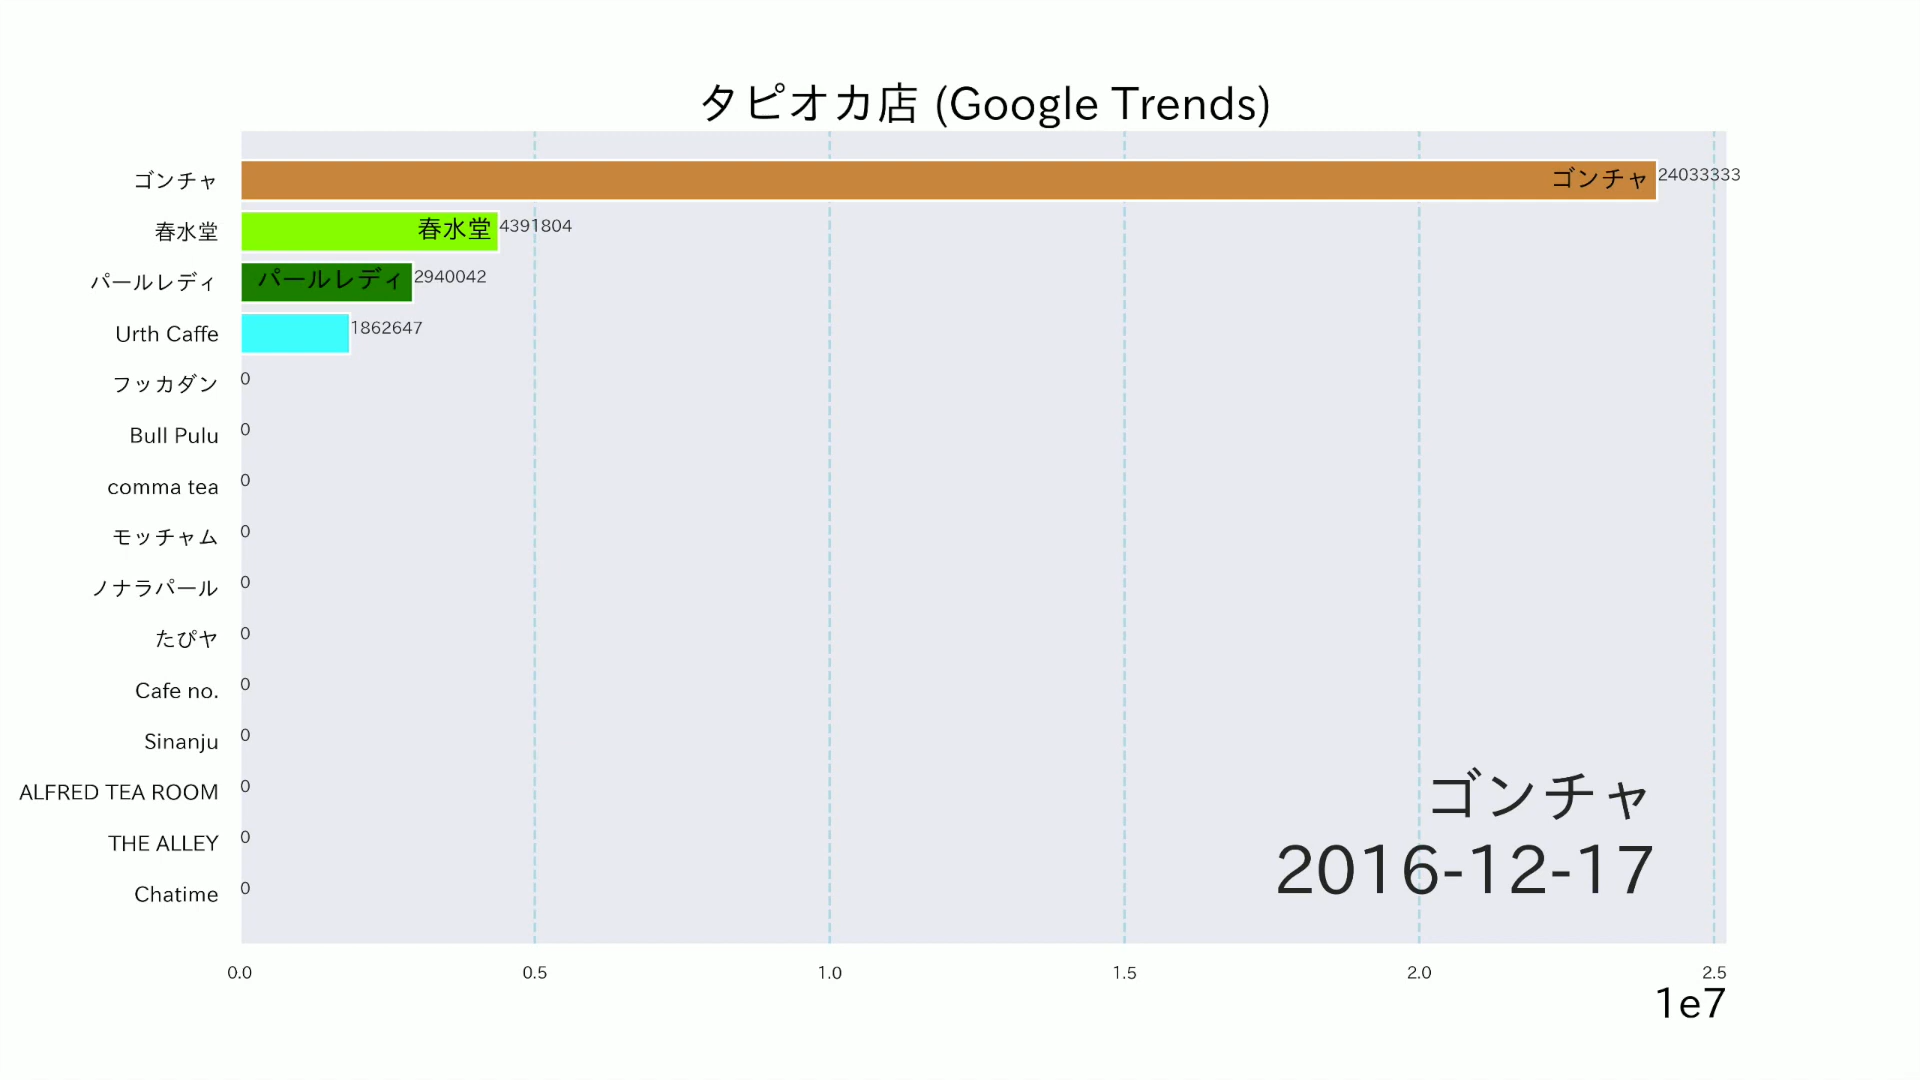 タピオカ店 (Google Trends)
ゴンチャ ゴンチャ 24033333
春水堂 春水堂 4391804
パールレディ パールレディ 2940042
Urth Caffe 1862647
フッカダン 0
Bull Pulu 0
comma tea 0
モッチャム 0
ノナラパール 0
たぴヤ 0
Cafe no. 0
Sinanju 0
ALFRED TEA ROOM 0
THE ALLEY 0
Chatime 0
ゴンチャ
2016-12-17
0.0 0.5 1.0 1.5 2.0 2.5
1e7